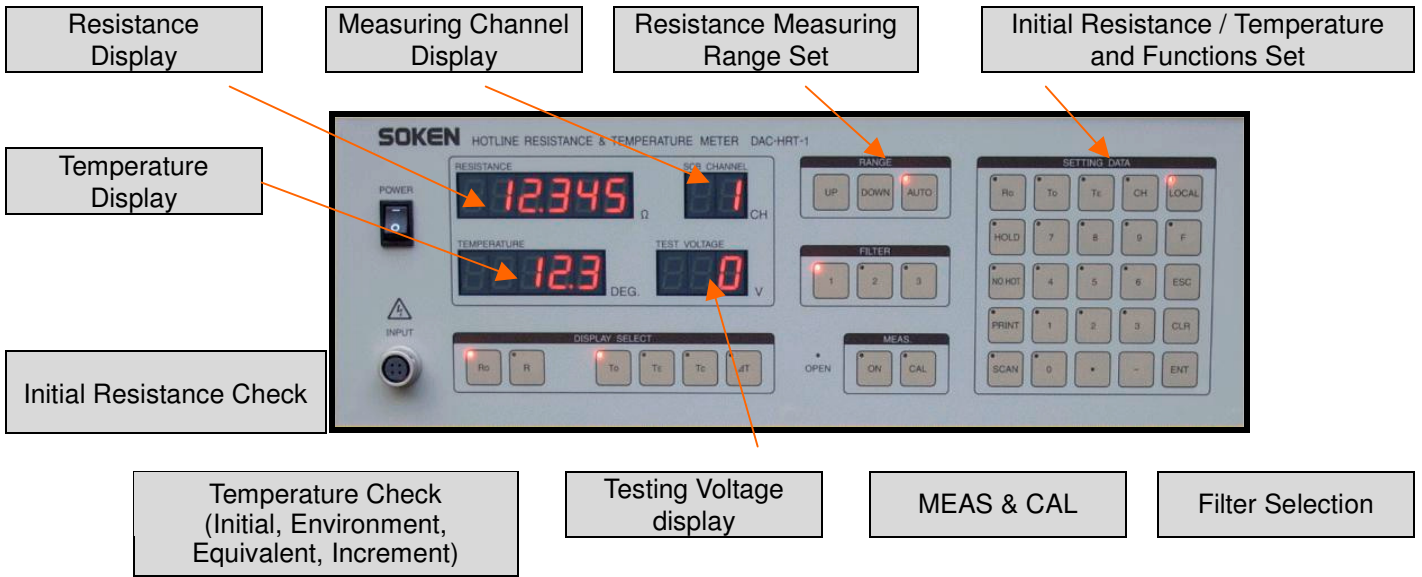 Resistance
Display
Measuring Channel
Display
Resistance Measuring
Range Set
Initial Resistance / Temperature
and Functions Set
Temperature
Display
Initial Resistance Check
SOKEN HOTLINE RESISTANCE & TEMPERATURE METER DAC-HRT-1
POWER
RESISTANCE
12.345 Ω
SCR CHANNEL
1 CH
TEMPERATURE
12.3 DEG.
TEST VOLTAGE
0 V
INPUT
DISPLAY SELECT
Ro R To TE Tc ΔT
RANGE
UP DOWN AUTO
FILTER
1 2 3
OPEN
MEAS
ON CAL
SETTING DATA
Ro To TE CH LOCAL
HOLD 7 8 9 F
NO HOT 4 5 6 ESC
PRINT 1 2 3 CLR
SCAN 0 • - ENT
Temperature Check
(Initial, Environment,
Equivalent, Increment)
Testing Voltage
display
MEAS & CAL
Filter Selection